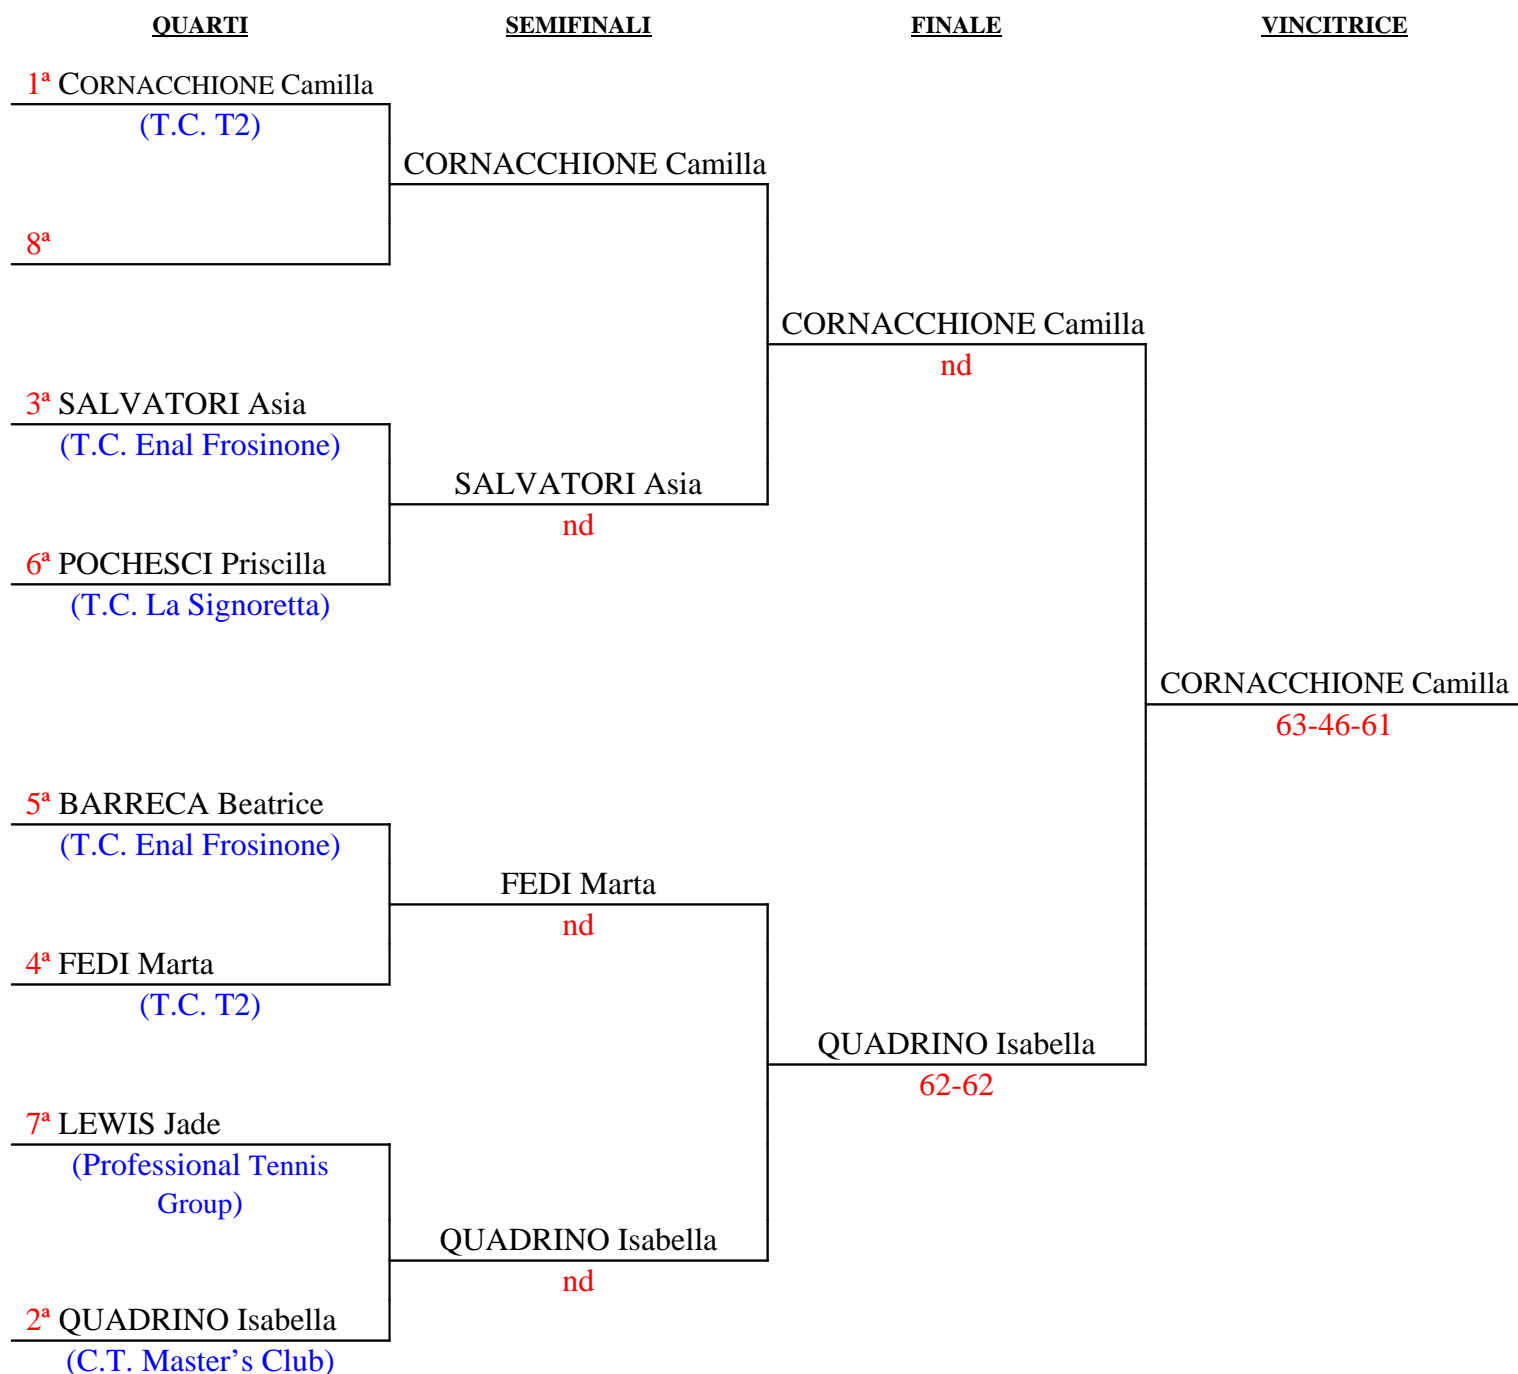 QUARTI SEMIFINALI FINALE VINCITRICE
1ª CORNACCHIONE Camilla
(T.C. T2)
CORNACCHIONE Camilla
8ª
CORNACCHIONE Camilla
nd
3ª SALVATORI Asia
(T.C. Enal Frosinone)
SALVATORI Asia
nd
6ª POCHESCI Priscilla
(T.C. La Signoretta)
CORNACCHIONE Camilla
63-46-61
5ª BARRECA Beatrice
(T.C. Enal Frosinone)
FEDI Marta
nd
4ª FEDI Marta
(T.C. T2)
QUADRINO Isabella
62-62
7ª LEWIS Jade
(Professional Tennis
Group)
QUADRINO Isabella
nd
2ª QUADRINO Isabella
(C.T. Master’s Club)